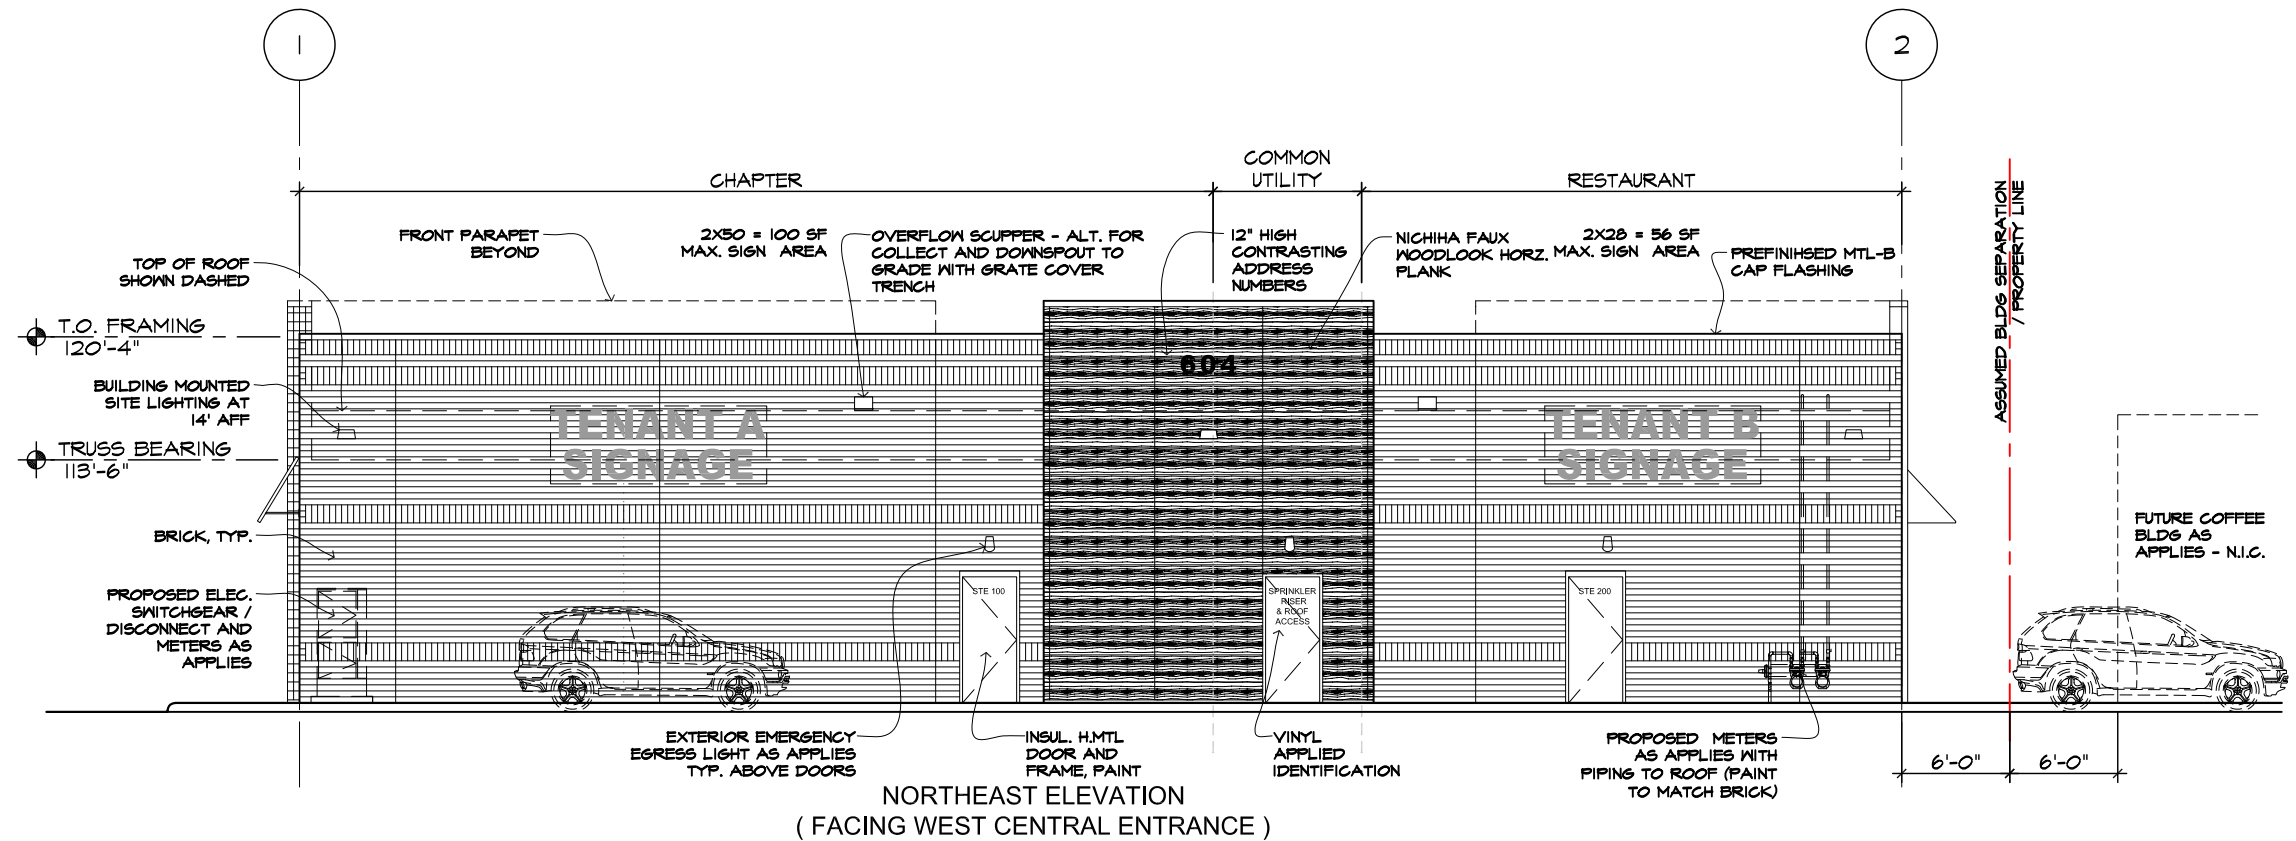 1
2
CHAPTER
COMMON
UTILITY
RESTAURANT
FRONT PARAPET
BEYOND
2X50 = 100 SF
MAX. SIGN AREA
OVERFLOW SCUPPER - ALT. FOR
COLLECT AND DOWNSPOUT TO
GRADE WITH GRATE COVER
TRENCH
12" HIGH
CONTRASTING
ADDRESS
NUMBERS
NICHIHA FAUX
WOODLOOK HORZ.
PLANK
2X28 = 56 SF
MAX. SIGN AREA
PREFINIHSED MTL-B
CAP FLASHING
ASSUMED BLDG SEPARATION
/ PROPERTY LINE
TOP OF ROOF
SHOWN DASHED
T.O. FRAMING
120'-4"
BUILDING MOUNTED
SITE LIGHTING AT
14' AFF
TRUSS BEARING
113'-6"
BRICK, TYP.
PROPOSED ELEC.
SWITCHGEAR /
DISCONNECT AND
METERS AS
APPLIES
604
TENANT A
SIGNAGE
TENANT B
SIGNAGE
STE 100
SPRINKLER
RISER
& ROOF
ACCESS
STE 200
FUTURE COFFEE
BLDG AS
APPLIES - N.I.C.
EXTERIOR EMERGENCY
EGRESS LIGHT AS APPLIES
TYP. ABOVE DOORS
INSUL. H.MTL
DOOR AND
FRAME, PAINT
VINYL
APPLIED
IDENTIFICATION
PROPOSED METERS
AS APPLIES WITH
PIPING TO ROOF (PAINT
TO MATCH BRICK)
6'-0"
6'-0"
NORTHEAST ELEVATION
( FACING WEST CENTRAL ENTRANCE )